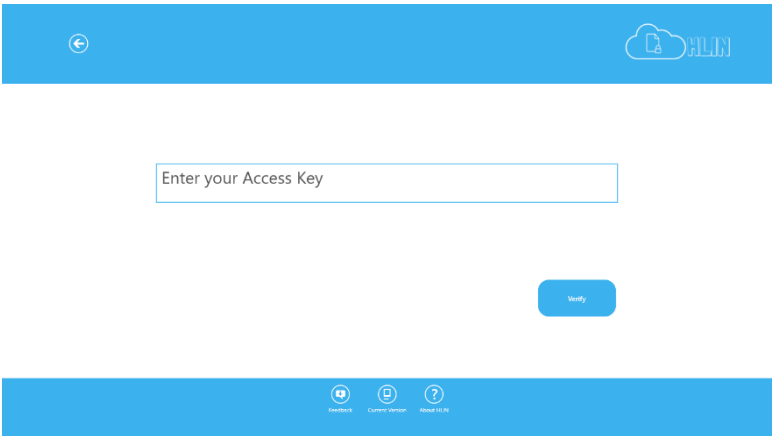 HLIN
Enter your Access Key
Verify
Feedback
Current Version
About HLIN